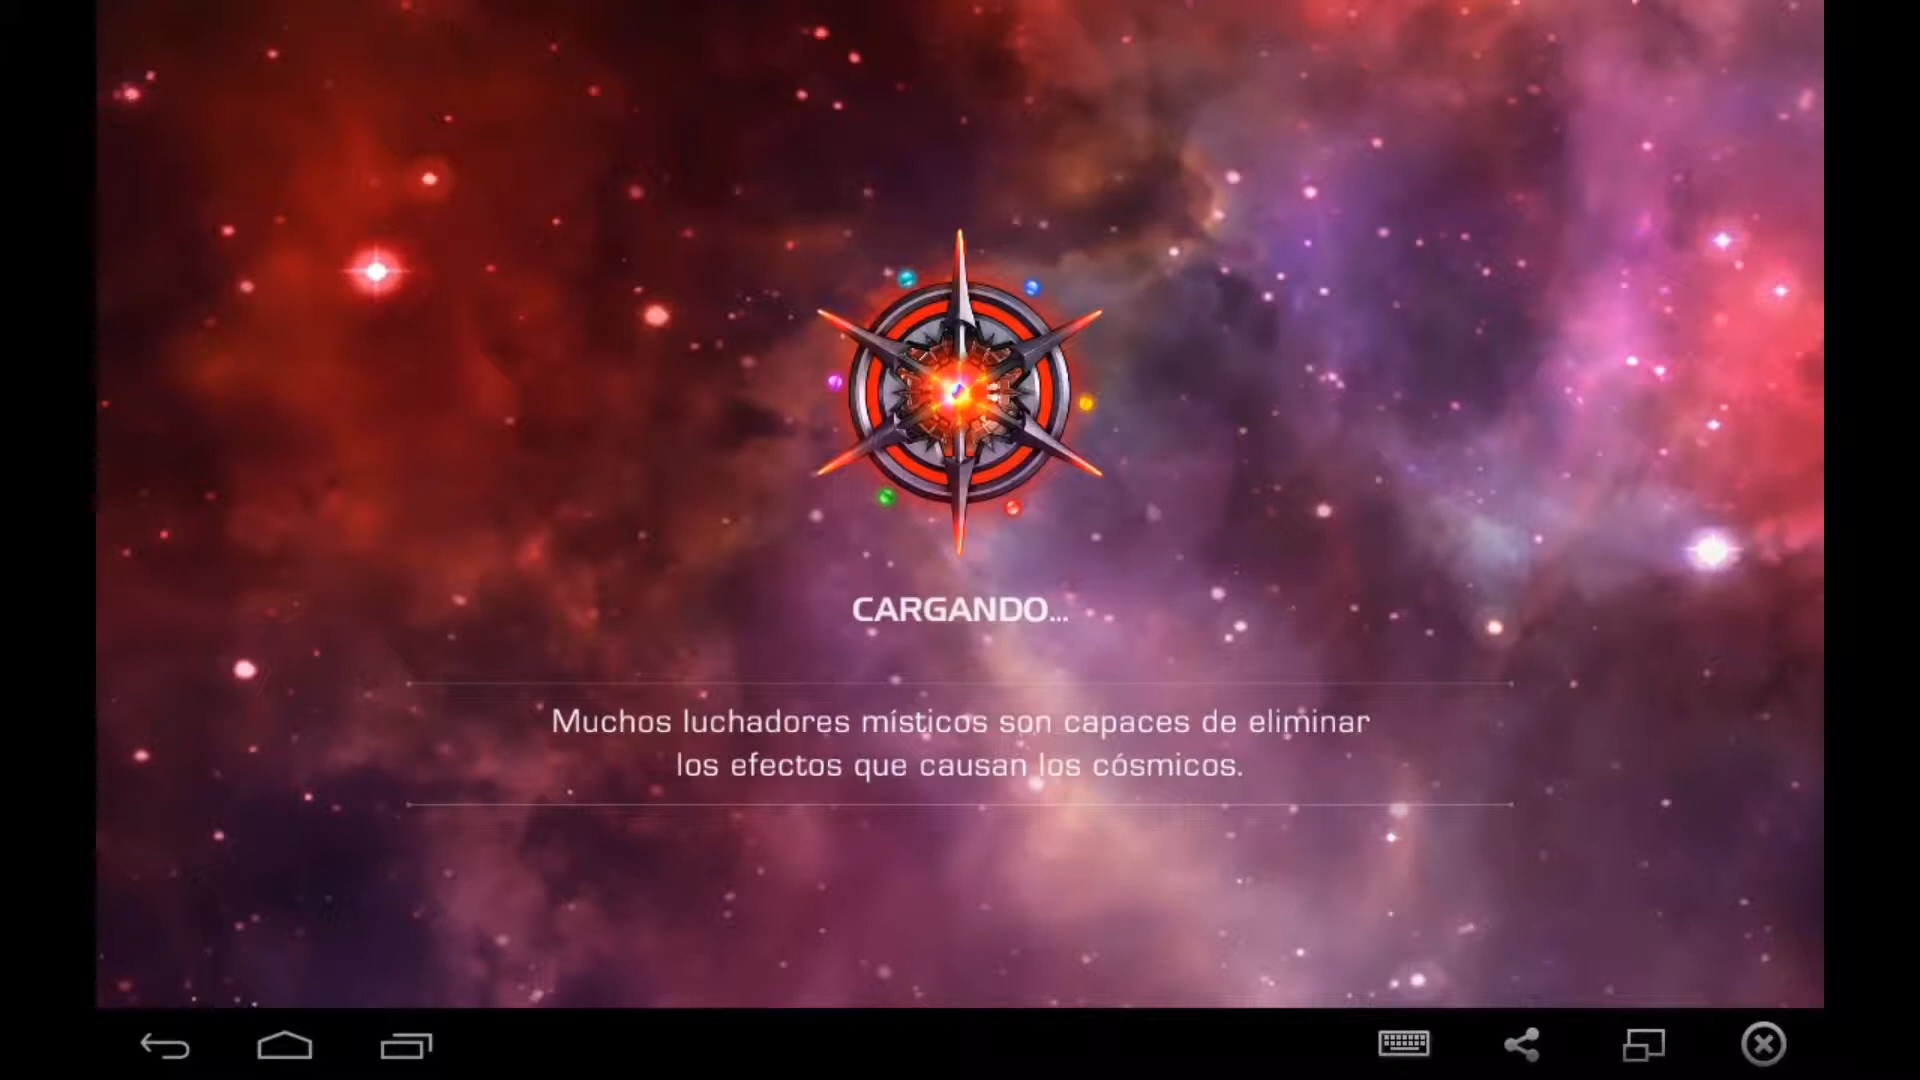 CARGANDO...
Muchos luchadores místicos son capaces de eliminar
los efectos que causan los cósmicos.